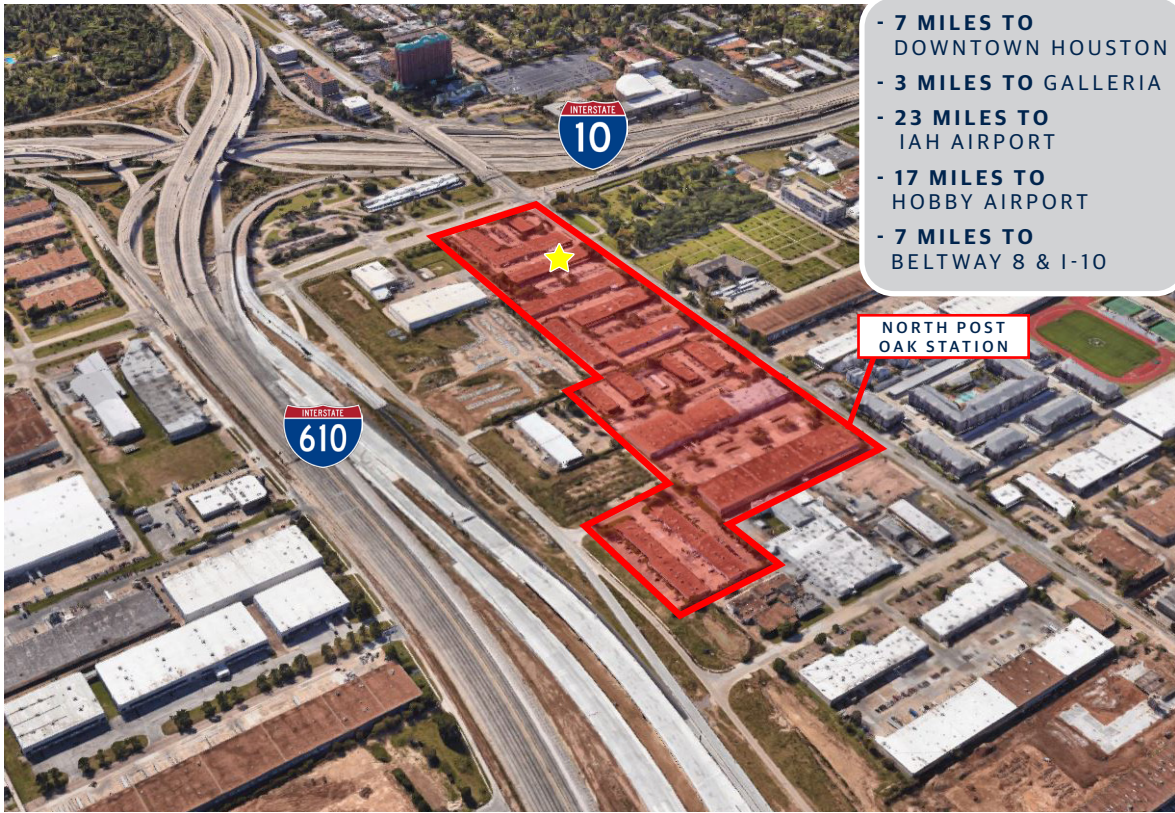 - 7 MILES TO
DOWNTOWN HOUSTON
- 3 MILES TO GALLERIA
- 23 MILES TO
IAH AIRPORT
- 17 MILES TO
HOBBY AIRPORT
- 7 MILES TO
BELTWAY 8 & I-10
INTERSTATE
10
NORTH POST
OAK STATION
INTERSTATE
610